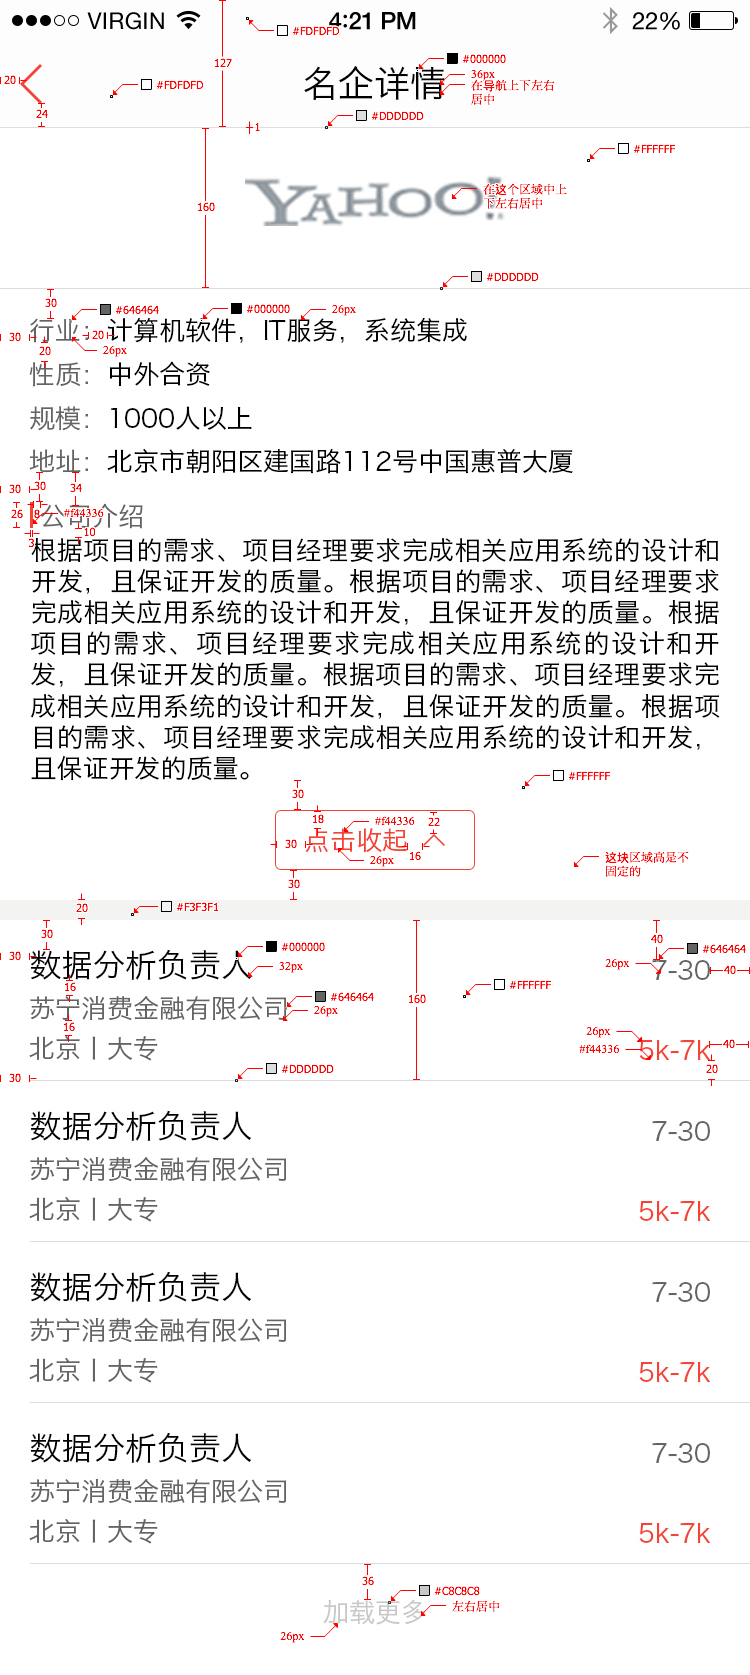 VIRGIN 4:21 PM 22%
#FDFDFD
127
#000000
20
#FDFDFD
名企详情
36px
在导航上下左右
居中
24
#DDDDDD
1
#FFFFFF
160
YAHOO!
在这个区域中上
下左右居中
#DDDDDD
30
#646464
#000000
26px
行业：计算机软件，IT服务，系统集成
30
20
20
26px
性质：中外合资
规模：1000人以上
地址：北京市朝阳区建国路112号中国惠普大厦
30
30
34
26
8
#f44336
公司介绍
10
3
根据项目的需求、项目经理要求完成相关应用系统的设计和
开发，且保证开发的质量。根据项目的需求、项目经理要求
完成相关应用系统的设计和开发，且保证开发的质量。根据
项目的需求、项目经理要求完成相关应用系统的设计和开
发，且保证开发的质量。根据项目的需求、项目经理要求完
成相关应用系统的设计和开发，且保证开发的质量。根据项
目的需求、项目经理要求完成相关应用系统的设计和开发，
且保证开发的质量。
#FFFFFF
30
18
#f44336
22
30
点击收起
26px
16
这块区域高是不
固定的
30
20
#F3F3F1
30
#000000
40
#646464
30
数据分析负责人
32px
26px
7-30
40
16
#646464
160
#FFFFFF
苏宁消费金融有限公司
26px
16
26px
北京丨大专
#f44336
5k-7k
40
20
30
#DDDDDD
数据分析负责人
7-30
苏宁消费金融有限公司
北京丨大专
5k-7k
数据分析负责人
7-30
苏宁消费金融有限公司
北京丨大专
5k-7k
数据分析负责人
7-30
苏宁消费金融有限公司
北京丨大专
5k-7k
36
#C8C8C8
加载更多
左右居中
26px